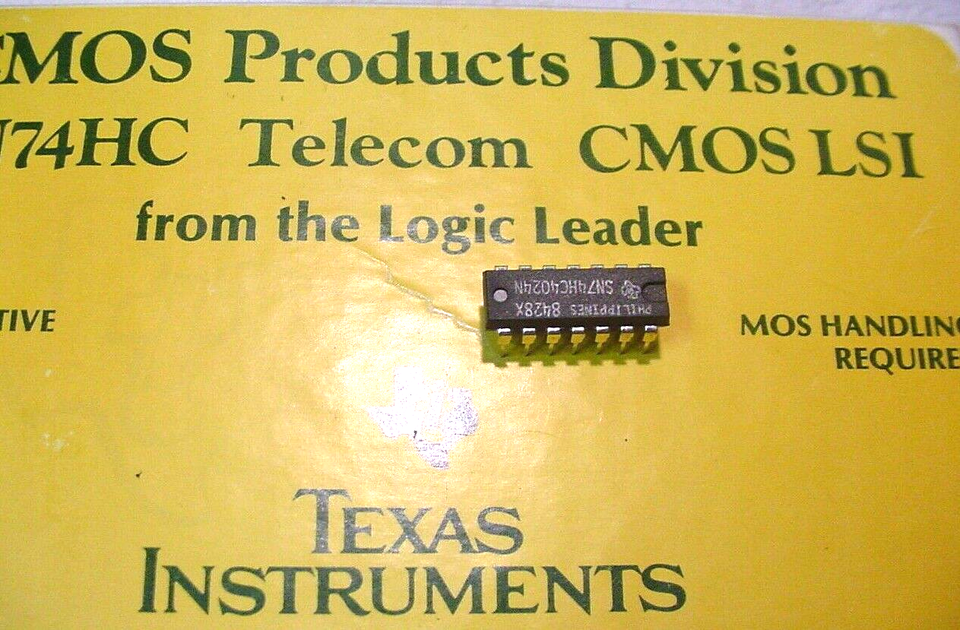 CMOS Products Division
N74HC Telecom CMOS LSI
from the Logic Leader
SN74HC4024N
PHILIPPINES 8428X
TIVE
MOS HANDLING
REQUIRE
TEXAS
INSTRUMENTS